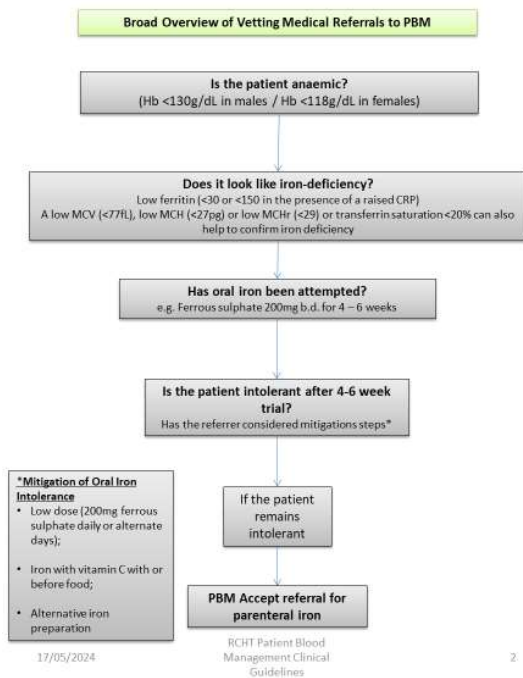 Broad Overview of Vetting Medical Referrals to PBM
Is the patient anaemic?
(Hb <130g/dL in males / Hb <118g/dL in females)
Does it look like iron-deficiency?
Low ferritin (<30 or <150 in the presence of a raised CRP)
A low MCV (<77fL), low MCH (<27pg) or low MCHr (<29) or transferrin saturation <20% can also
help to confirm iron deficiency
Has oral iron been attempted?
e.g. Ferrous sulphate 200mg b.d. for 4 – 6 weeks
Is the patient intolerant after 4-6 week
trial?
Has the referrer considered mitigations steps*
*Mitigation of Oral Iron
Intolerance
• Low dose (200mg ferrous
sulphate daily or alternate
days);
• Iron with vitamin C with or
before food;
• Alternative iron
preparation
If the patient
remains
intolerant
PBM Accept referral for
parenteral iron
17/05/2024
RCHT Patient Blood
Management Clinical
Guidelines
2